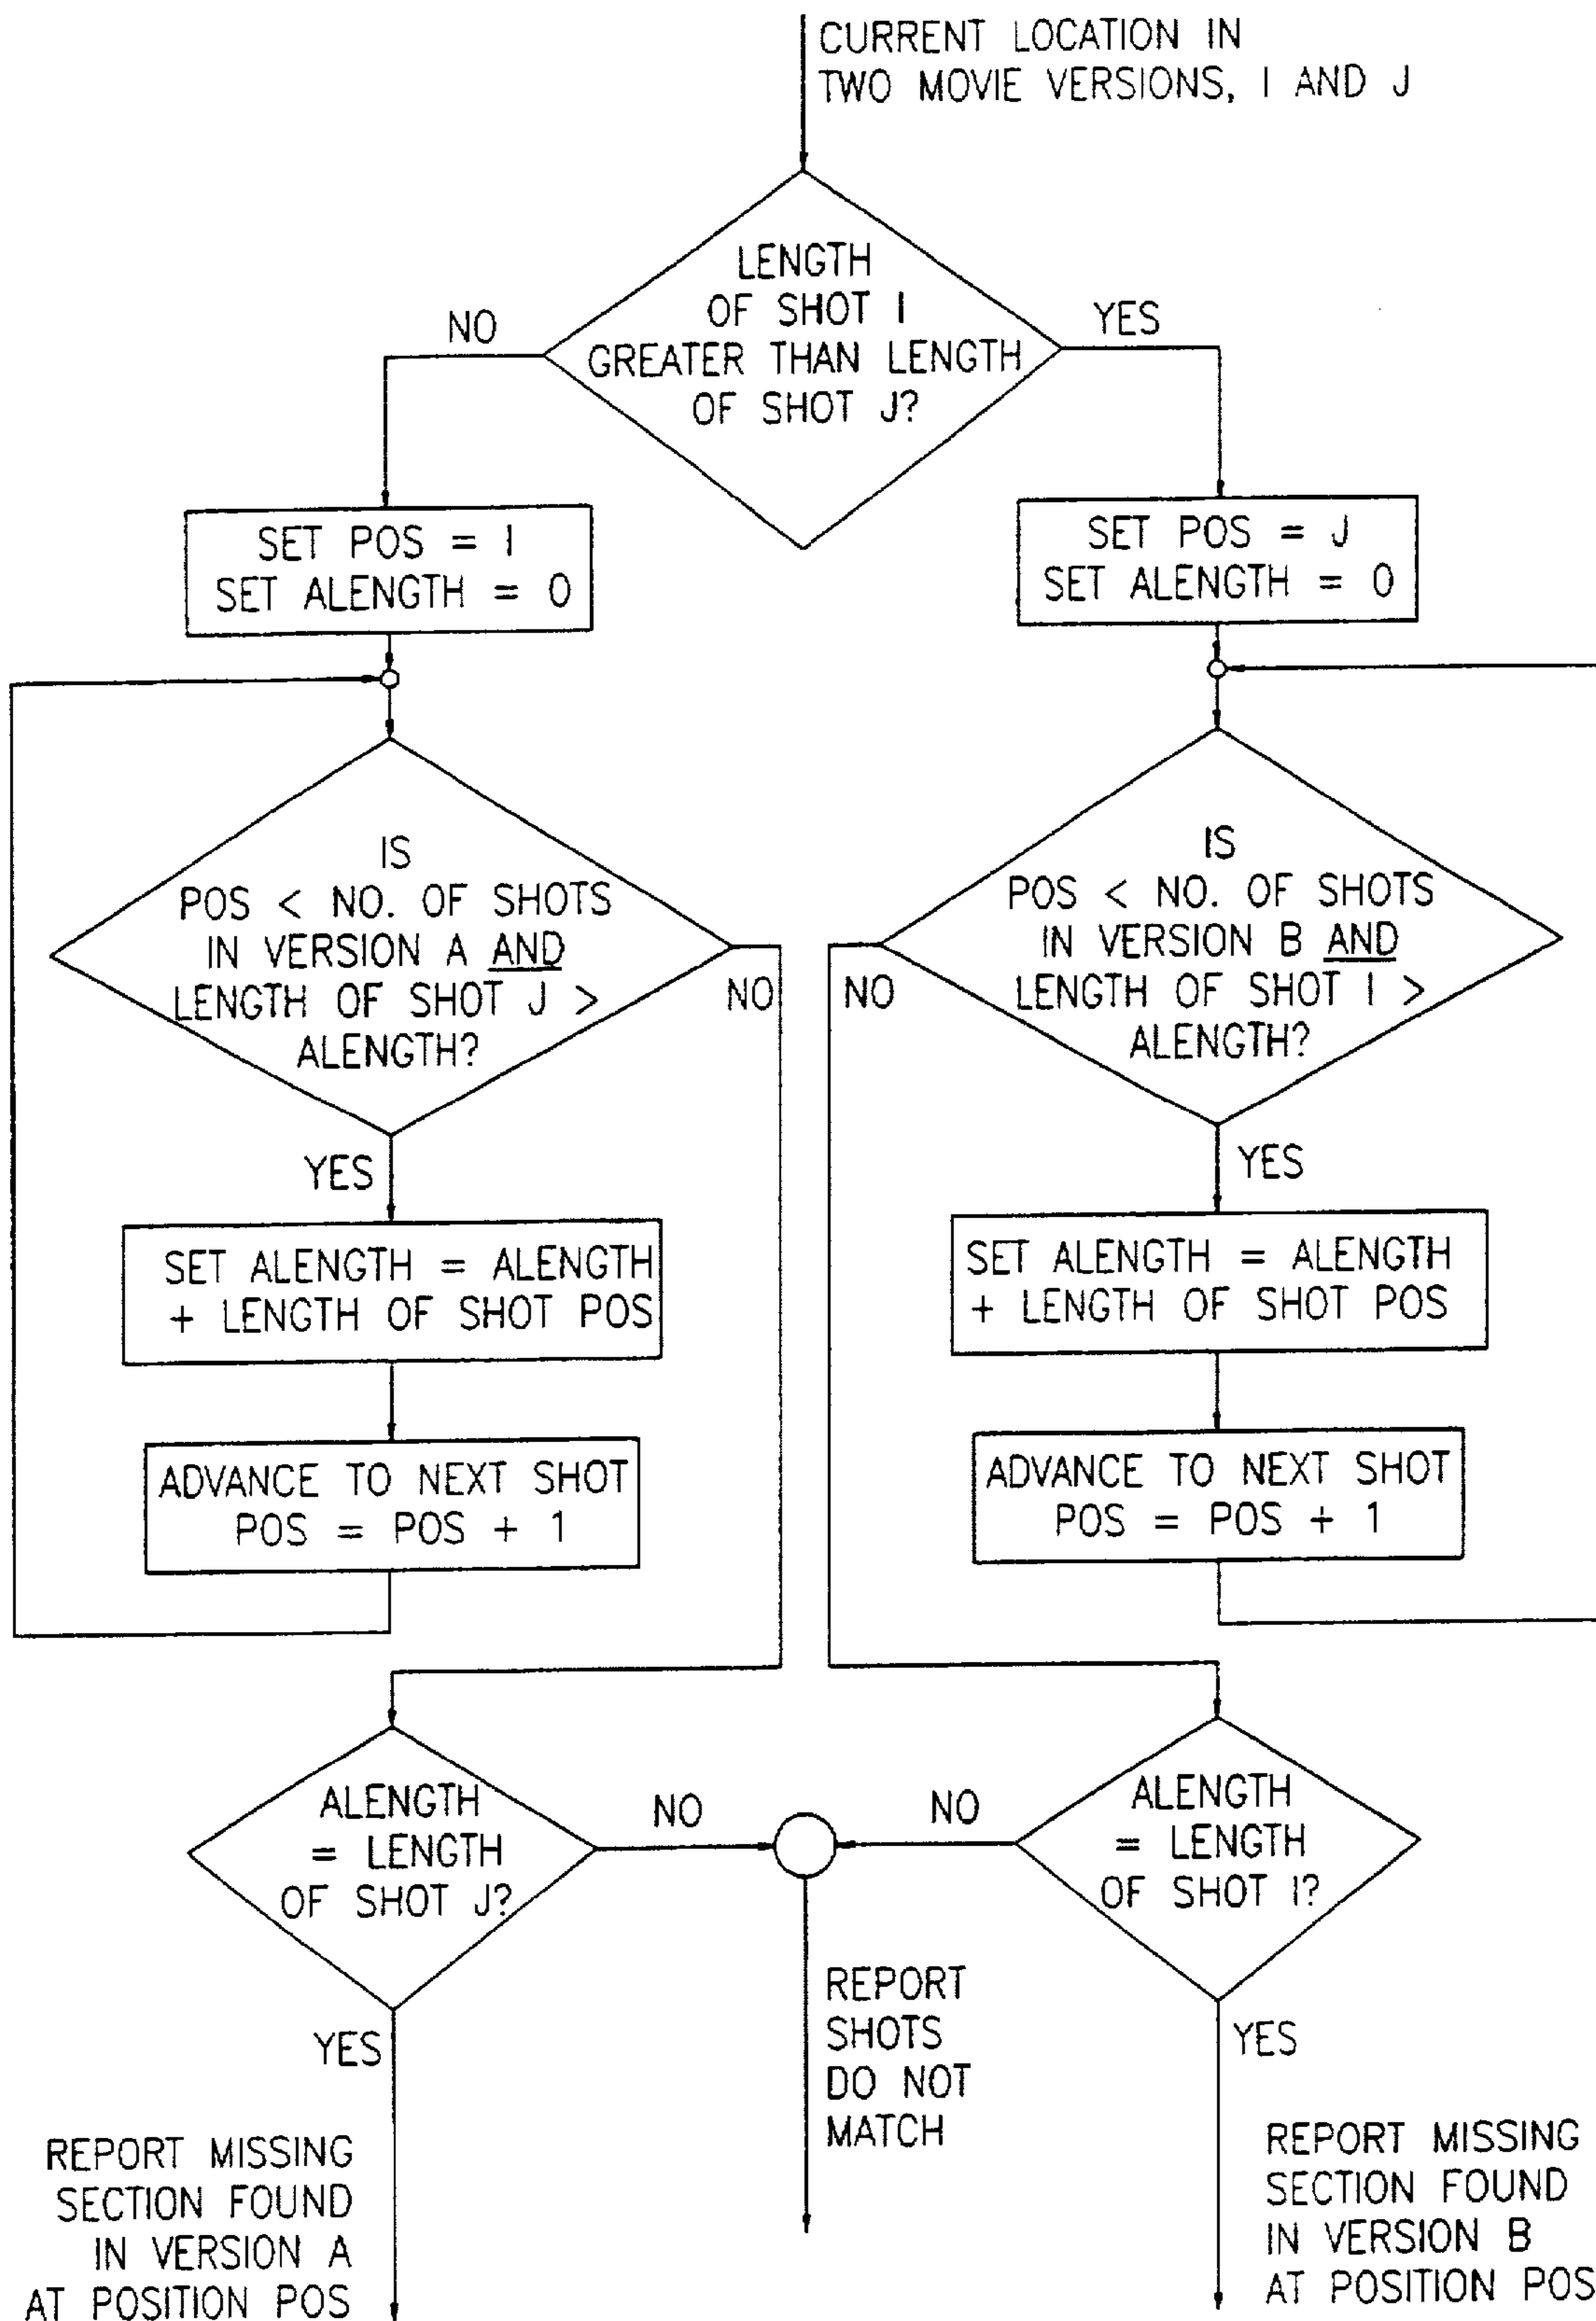 CURRENT LOCATION IN
TWO MOVIE VERSIONS, I AND J
LENGTH
OF SHOT I
GREATER THAN LENGTH
OF SHOT J?
NO
YES
SET POS = I
SET ALENGTH = 0
SET POS = J
SET ALENGTH = 0
IS
POS < NO. OF SHOTS
IN VERSION A AND
LENGTH OF SHOT J >
ALENGTH?
NO
YES
IS
POS < NO. OF SHOTS
IN VERSION B AND
LENGTH OF SHOT I >
ALENGTH?
NO
YES
SET ALENGTH = ALENGTH
+ LENGTH OF SHOT POS
SET ALENGTH = ALENGTH
+ LENGTH OF SHOT POS
ADVANCE TO NEXT SHOT
POS = POS + 1
ADVANCE TO NEXT SHOT
POS = POS + 1
ALENGTH
= LENGTH
OF SHOT J?
NO
YES
ALENGTH
= LENGTH
OF SHOT I?
NO
YES
REPORT
SHOTS
DO NOT
MATCH
REPORT MISSING
SECTION FOUND
IN VERSION A
AT POSITION POS
REPORT MISSING
SECTION FOUND
IN VERSION B
AT POSITION POS